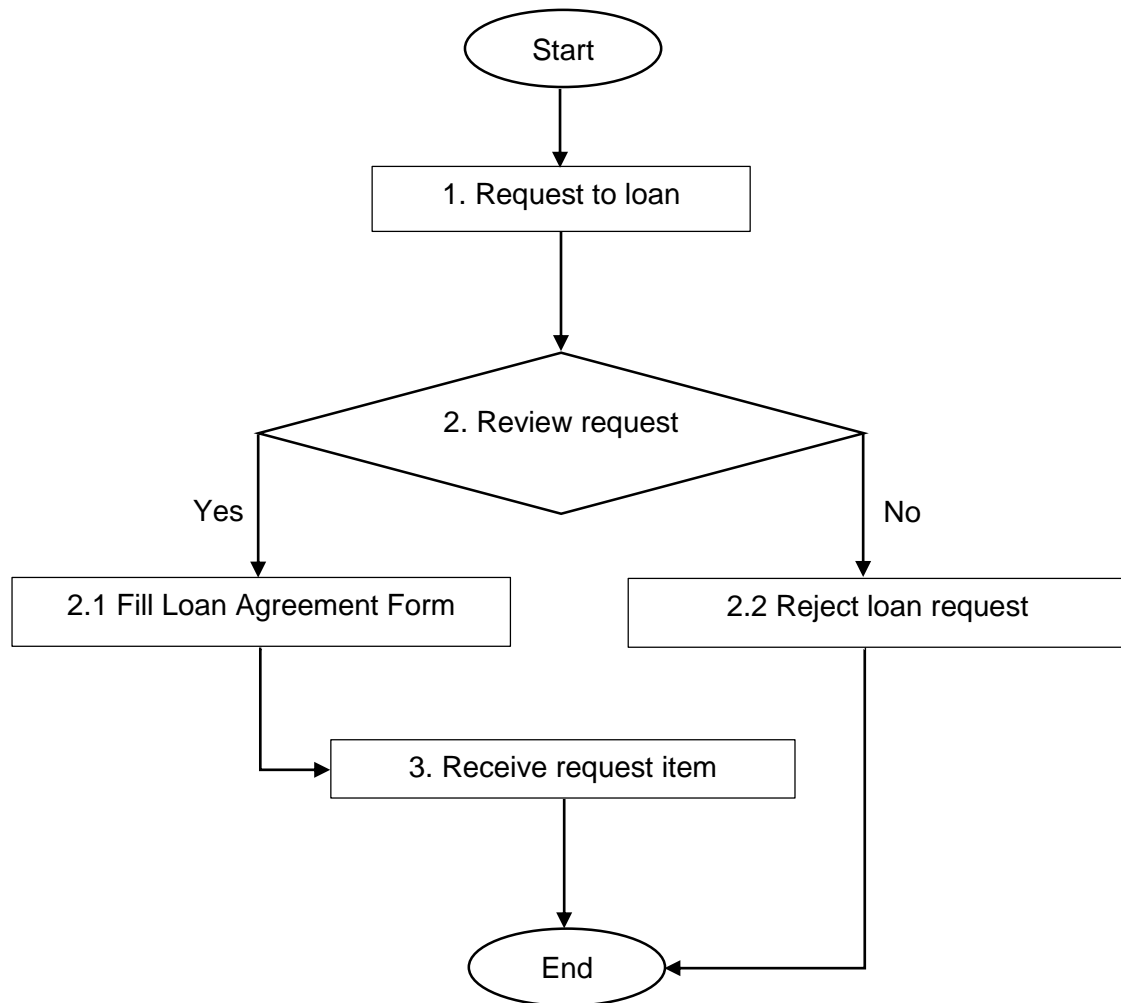 Start
1. Request to loan
2. Review request
Yes
No
2.1 Fill Loan Agreement Form
2.2 Reject loan request
3. Receive request item
End